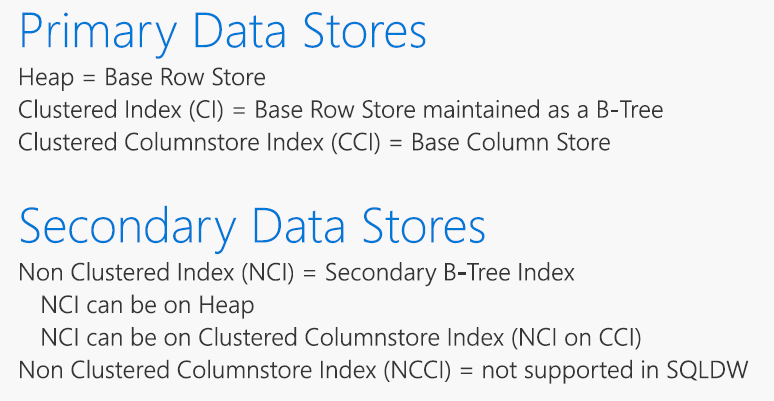 Primary Data Stores
Heap = Base Row Store
Clustered Index (CI) = Base Row Store maintained as a B-Tree
Clustered Columnstore Index (CCI) = Base Column Store
Secondary Data Stores
Non Clustered Index (NCI) = Secondary B-Tree Index
NCI can be on Heap
NCI can be on Clustered Columnstore Index (NCI on CCI)
Non Clustered Columnstore Index (NCCI) = not supported in SQLDW